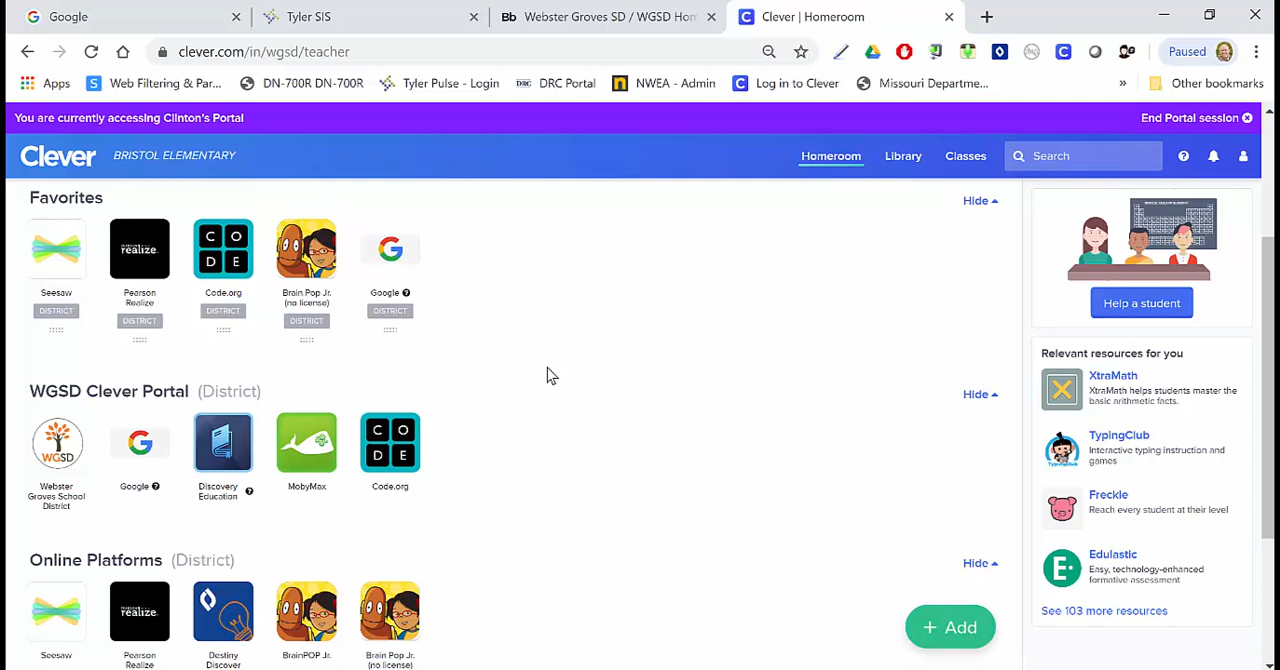 Google
Tyler SIS
Bb Webster Groves SD / WGSD Hom
C Clever | Homeroom
clever.com/in/wgsd/teacher
Paused
Apps
S Web Filtering & Par...
DN-700R DN-700R
Tyler Pulse - Login
DRC DRC Portal
NWEA - Admin
C Log in to Clever
Missouri Departme...
»
Other bookmarks
You are currently accessing Clinton's Portal
End Portal session
Clever BRISTOL ELEMENTARY
Homeroom
Library
Classes
Search
Favorites
Hide
realize.
C O
D E
Seesaw
Pearson
Realize
Code.org
Brain Pop Jr.
(no license)
Google
DISTRICT
DISTRICT
DISTRICT
DISTRICT
DISTRICT
WGSD Clever Portal (District)
Hide
WGSD
C O
D E
Webster
Groves School
District
Google
Discovery
Education
MobyMax
Code.org
Online Platforms (District)
Hide
realize.
Seesaw
Pearson
Realize
Destiny
Discover
BrainPOP Jr.
Brain Pop Jr.
(no license)
+ Add
Help a student
Relevant resources for you
XtraMath
XtraMath helps students master the
basic arithmetic facts.
TypingClub
Interactive typing instruction and
games
Freckle
Reach every student at their level
Edulastic
Easy, technology-enhanced
formative assessment
See 103 more resources